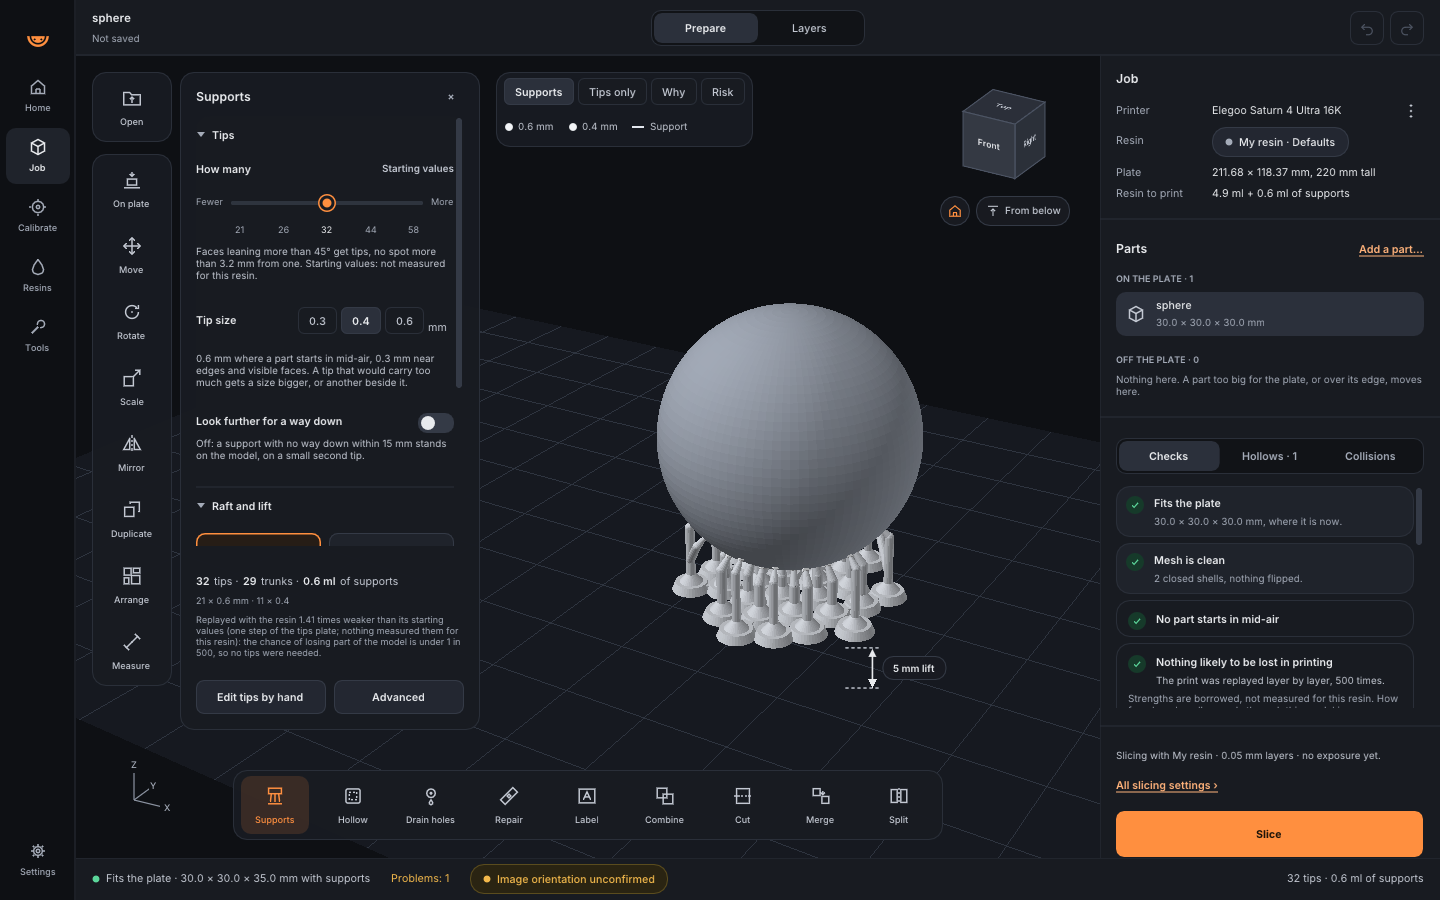 sphere
Not saved
Prepare
Layers
Home
Job
Calibrate
Resins
Tools
Settings
Open
On plate
Move
Rotate
Scale
Mirror
Duplicate
Arrange
Measure
Supports
×
Tips
How many
Starting values
Fewer
More
21 26 32 44 58
Faces leaning more than 45° get tips, no spot more
than 3.2 mm from one. Starting values: not measured
for this resin.
Tip size
0.3 0.4 0.6 mm
0.6 mm where a part starts in mid-air, 0.3 mm near
edges and visible faces. A tip that would carry too
much gets a size bigger, or another beside it.
Look further for a way down
Off: a support with no way down within 15 mm stands
on the model, on a small second tip.
Raft and lift
32 tips · 29 trunks · 0.6 ml of supports
21 × 0.6 mm · 11 × 0.4
Replayed with the resin 1.41 times weaker than its starting
values (one step of the tips plate; nothing measured them for
this resin): the chance of losing part of the model is under 1 in
500, so no tips were needed.
Edit tips by hand
Advanced
Supports
Tips only
Why
Risk
0.6 mm
0.4 mm
Support
Top
Front
Right
From below
5 mm lift
Z
Y
X
Supports
Hollow
Drain holes
Repair
Label
Combine
Cut
Merge
Split
Job
Printer
Elegoo Saturn 4 Ultra 16K
Resin
My resin · Defaults
Plate
211.68 × 118.37 mm, 220 mm tall
Resin to print
4.9 ml + 0.6 ml of supports
Parts
Add a part...
ON THE PLATE · 1
sphere
30.0 × 30.0 × 30.0 mm
OFF THE PLATE · 0
Nothing here. A part too big for the plate, or over its edge, moves
here.
Checks
Hollows · 1
Collisions
Fits the plate
30.0 × 30.0 × 30.0 mm, where it is now.
Mesh is clean
2 closed shells, nothing flipped.
No part starts in mid-air
Nothing likely to be lost in printing
The print was replayed layer by layer, 500 times.
Strengths are borrowed, not measured for this resin. How
Slicing with My resin · 0.05 mm layers · no exposure yet.
All slicing settings ›
Slice
Fits the plate · 30.0 × 30.0 × 35.0 mm with supports
Problems: 1
Image orientation unconfirmed
32 tips · 0.6 ml of supports